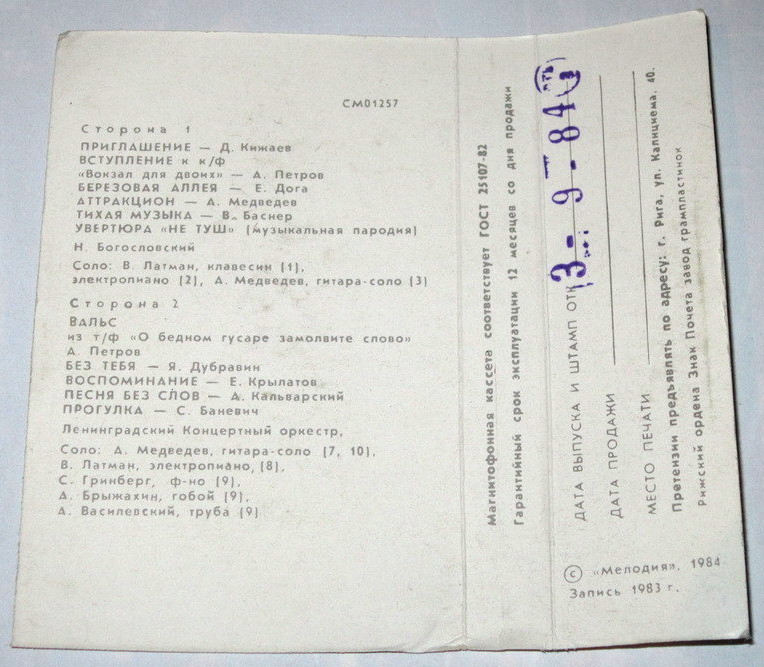 СМ01257
Сторона 1
ПРИГЛАШЕНИЕ — Д. Кижаев
ВСТУПЛЕНИЕ к к/ф
«Вокзал для двоих» — А. Петров
БЕРЕЗОВАЯ АЛЛЕЯ — Е. Дога
АТТРАКЦИОН — А. Медведев
ТИХАЯ МУЗЫКА — В. Баснер
УВЕРТЮРА «НЕ ТУШ» (музыкальная пародия)
Н. Богословский
Соло: В. Латман, клавесин (1),
электропиано (2), А. Медведев, гитара-соло (3)
Сторона 2
ВАЛЬС
из т/ф «О бедном гусаре замолвите слово»
А. Петров
БЕЗ ТЕБЯ — Я. Дубравин
ВОСПОМИНАНИЕ — Е. Крылатов
ПЕСНЯ БЕЗ СЛОВ — А. Кальварский
ПРОГУЛКА — С. Баневич
Ленинградский Концертный оркестр,
Соло: А. Медведев, гитара-соло (7, 10),
В. Латман, электропиано, (8),
С. Гринберг, ф-но (9),
А. Брыжахин, гобой (9),
А. Василевский, труба (9)
Магнитофонная кассета соответствует ГОСТ 25107-82
Гарантийный срок эксплуатации 12 месяцев со дня продажи
ДАТА ВЫПУСКА И ШТАМП ОТК
3-9-84
ДАТА ПРОДАЖИ
МЕСТО ПЕЧАТИ
Претензии предъявлять по адресу: г. Рига, ул. Капициема, 40.
Рижский ордена Знак Почета завод грампластинок
© «Мелодия», 1984
Запись 1983 г.